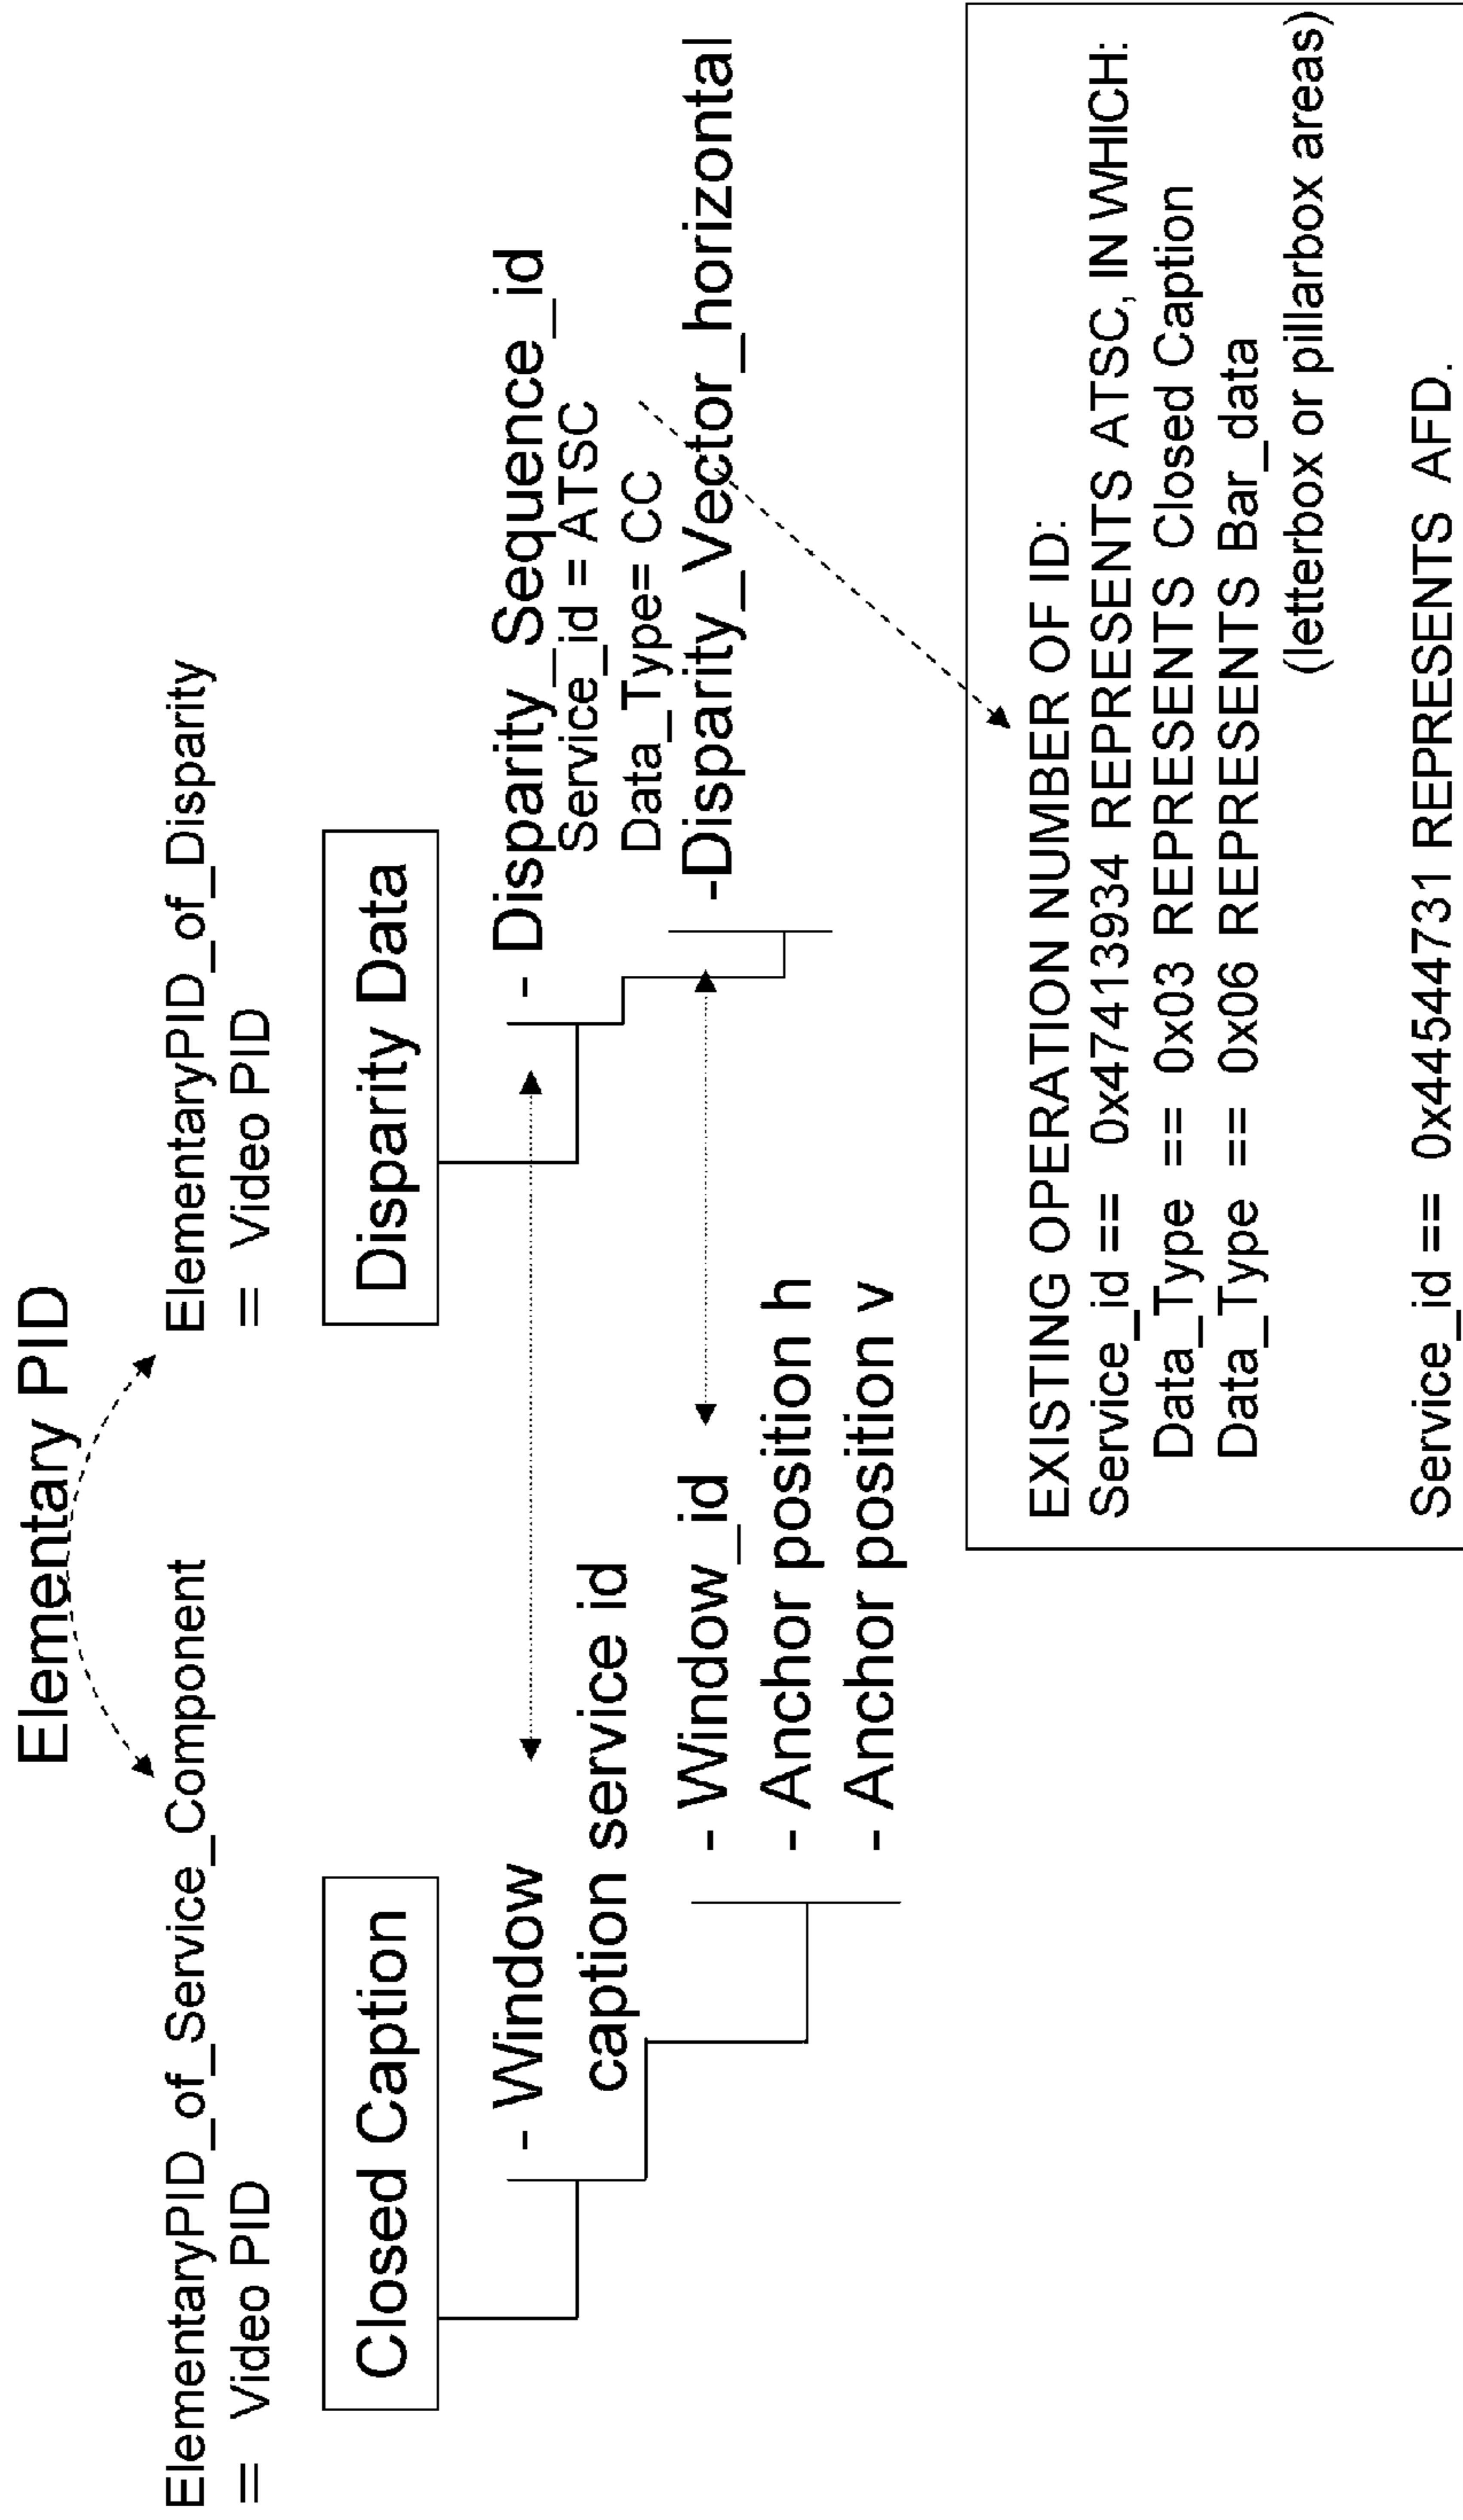 Elementary PID
ElementaryPID_of_Service_Component
= Video PID
ElementaryPID_of_Disparity
= Video PID
Closed Caption
- Window
caption service id
- Window_id
- Anchor position h
- Anchor position v
Disparity Data
- Disparity_Sequence_id
Service_id = ATSC
Data_Type= CC
-Disparity_Vector_horizontal
EXISTING OPERATION NUMBER OF ID:
Service_id == 0x47413934 REPRESENTS ATSC, IN WHICH:
Data_Type == 0x03 REPRESENTS Closed Caption
Data_Type == 0x06 REPRESENTS Bar_data
(letterbox or pillarbox areas)
Service_id == 0x44544731 REPRESENTS AFD.